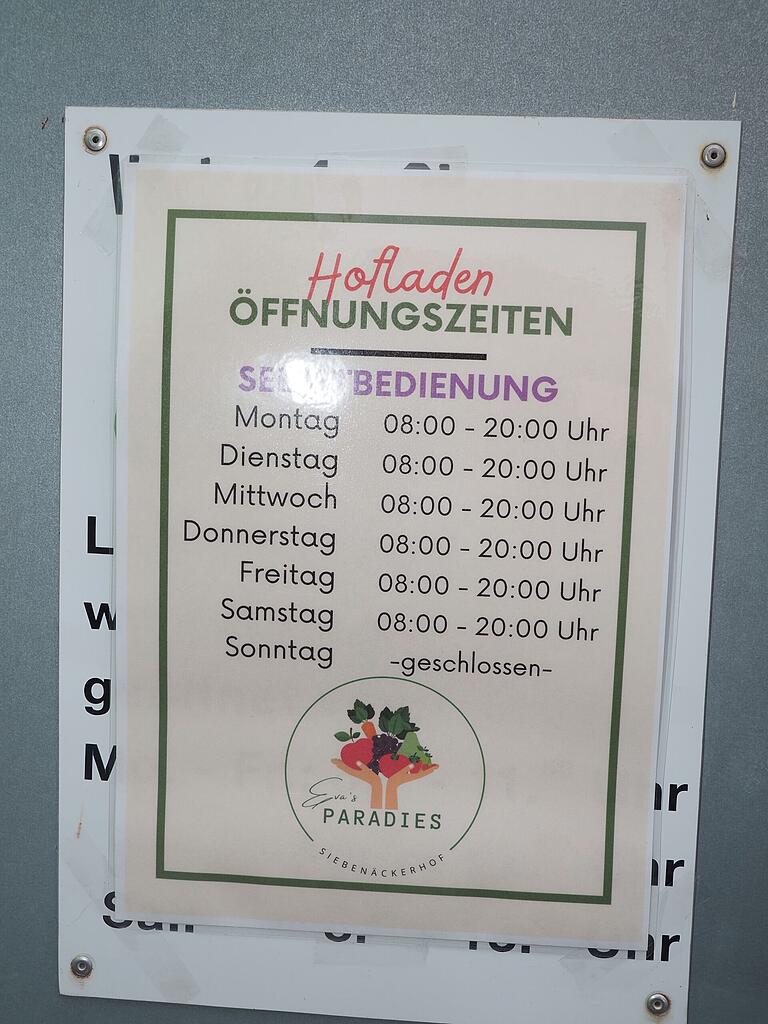 Hofladen
ÖFFNUNGSZEITEN
SELBSTBEDIENUNG
Montag 08:00 - 20:00 Uhr
Dienstag 08:00 - 20:00 Uhr
Mittwoch 08:00 - 20:00 Uhr
Donnerstag 08:00 - 20:00 Uhr
Freitag 08:00 - 20:00 Uhr
Samstag 08:00 - 20:00 Uhr
Sonntag -geschlossen-
Eva's
PARADIES
SIEBENÄCKERHOF